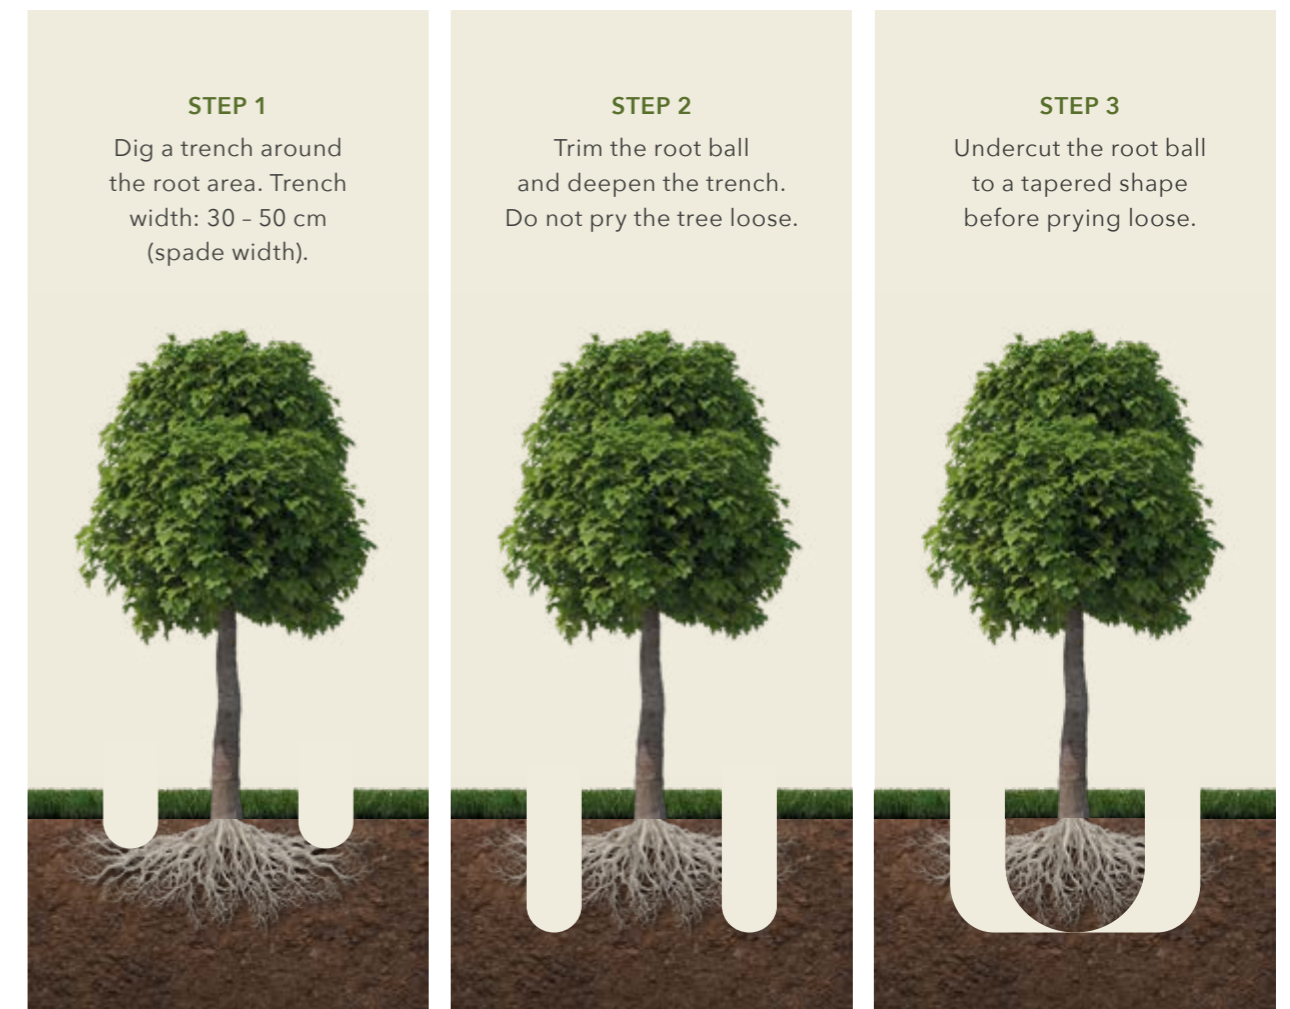 STEP 1
Dig a trench around
the root area. Trench
width: 30 – 50 cm
(spade width).
STEP 2
Trim the root ball
and deepen the trench.
Do not pry the tree loose.
STEP 3
Undercut the root ball
to a tapered shape
before prying loose.